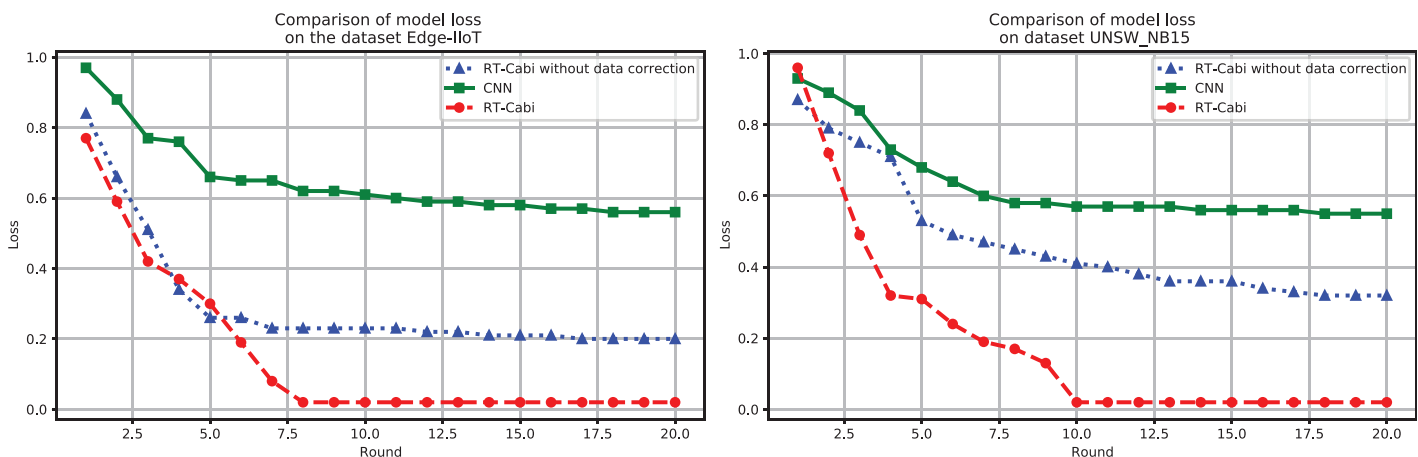 Comparison of model loss
on the dataset Edge-IIoT
1.0
0.8
0.6
0.4
0.2
0.0
Loss
RT-Cabi without data correction
CNN
RT-Cabi
2.5 5.0 7.5 10.0 12.5 15.0 17.5 20.0
Round
Comparison of model loss
on dataset UNSW_NB15
1.0
0.8
0.6
0.4
0.2
0.0
Loss
RT-Cabi without data correction
CNN
RT-Cabi
2.5 5.0 7.5 10.0 12.5 15.0 17.5 20.0
Round